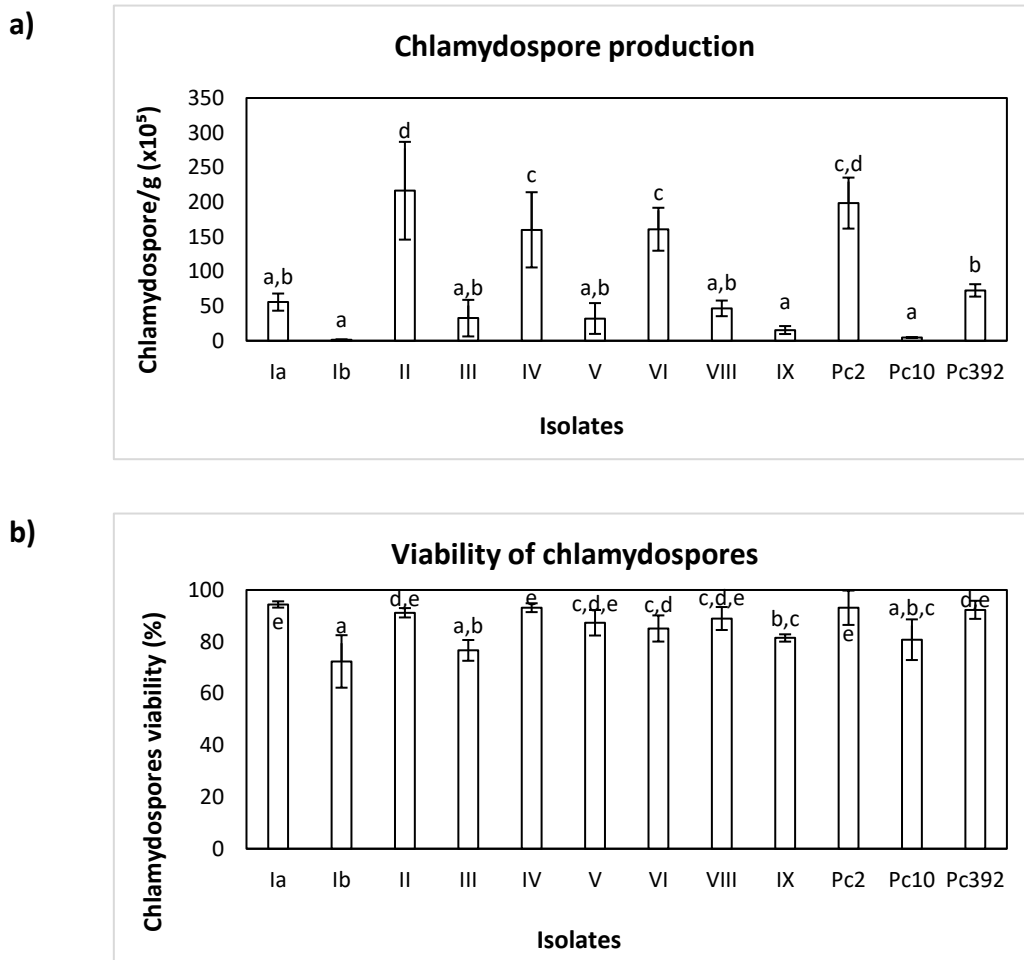 a)
Chlamydospore production
Chlamydospore/g (x10⁵)
350
300
250
200
150
100
50
0
a,b
a
d
a,b
c
a,b
c
a,b
a
c,d
a
b
Ia Ib II III IV V VI VIII IX Pc2 Pc10 Pc392
Isolates
b)
Viability of chlamydospores
Chlamydospores viability (%)
100
80
60
40
20
0
e
a
d,e
a,b
e
c,d,e
c,d
c,d,e
b,c
e
a,b,c
d,e
Ia Ib II III IV V VI VIII IX Pc2 Pc10 Pc392
Isolates